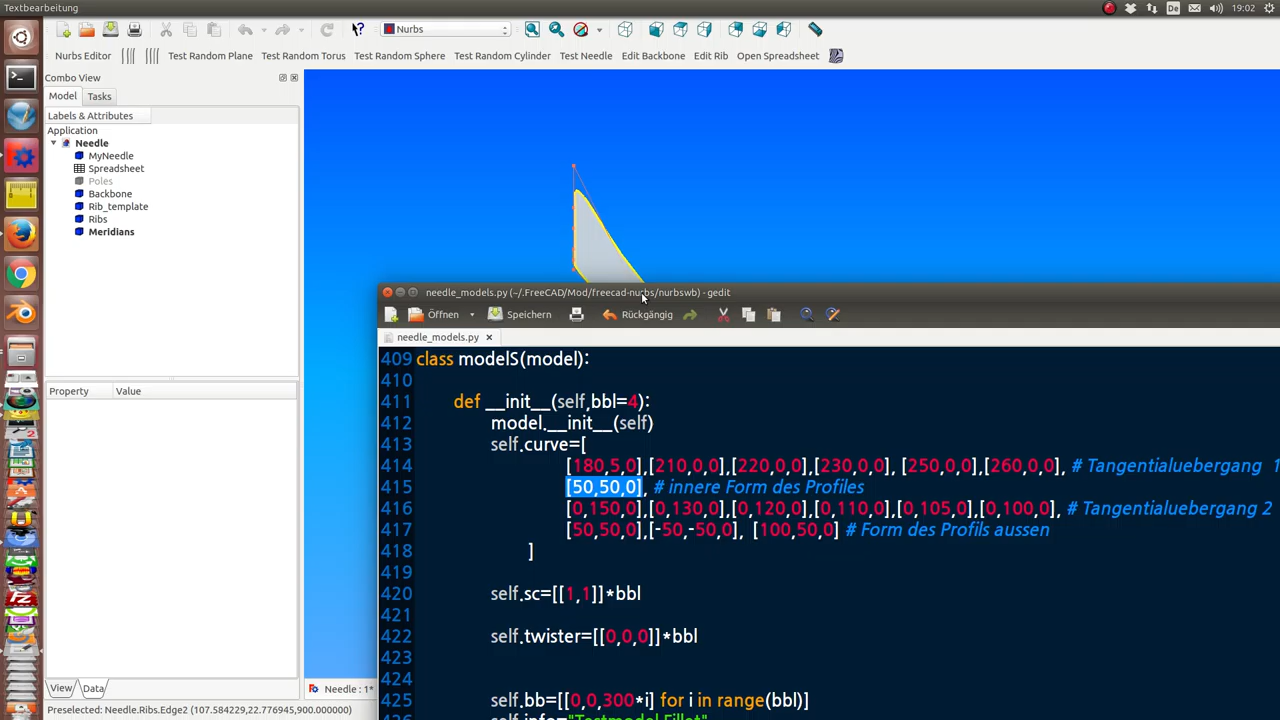 Textbearbeitung
De
19:02
Nurbs
Nurbs Editor
Test Random Plane
Test Random Torus
Test Random Sphere
Test Random Cylinder
Test Needle
Edit Backbone
Edit Rib
Open Spreadsheet
Combo View
Model
Tasks
Labels & Attributes
Application
Needle
MyNeedle
Spreadsheet
Poles
Backbone
Rib_template
Ribs
Meridians
Property
Value
View
Data
Needle : 1*
Preselected: Needle.Ribs.Edge2 (107.584229,22.776945,900.000000)
needle_models.py (~/.FreeCAD/Mod/freecad-nurbs/nurbswb) - gedit
Öffnen
Speichern
Rückgängig
needle_models.py
409 class modelS(model):
410
411 def __init__(self,bbl=4):
412 model.__init__(self)
413 self.curve=[
414 [180,5,0],[210,0,0],[220,0,0],[230,0,0], [250,0,0],[260,0,0], # Tangentialuebergang 1
415 [50,50,0], # innere Form des Profiles
416 [0,150,0],[0,130,0],[0,120,0],[0,110,0],[0,105,0],[0,100,0], # Tangentialuebergang 2
417 [50,50,0],[-50,-50,0], [100,50,0] # Form des Profils aussen
418 ]
419
420 self.sc=[[1,1]]*bbl
421
422 self.twister=[[0,0,0]]*bbl
423
424
425 self.bb=[[0,0,300*i] for i in range(bbl)]
426 self.info="Testmodel Fillet"